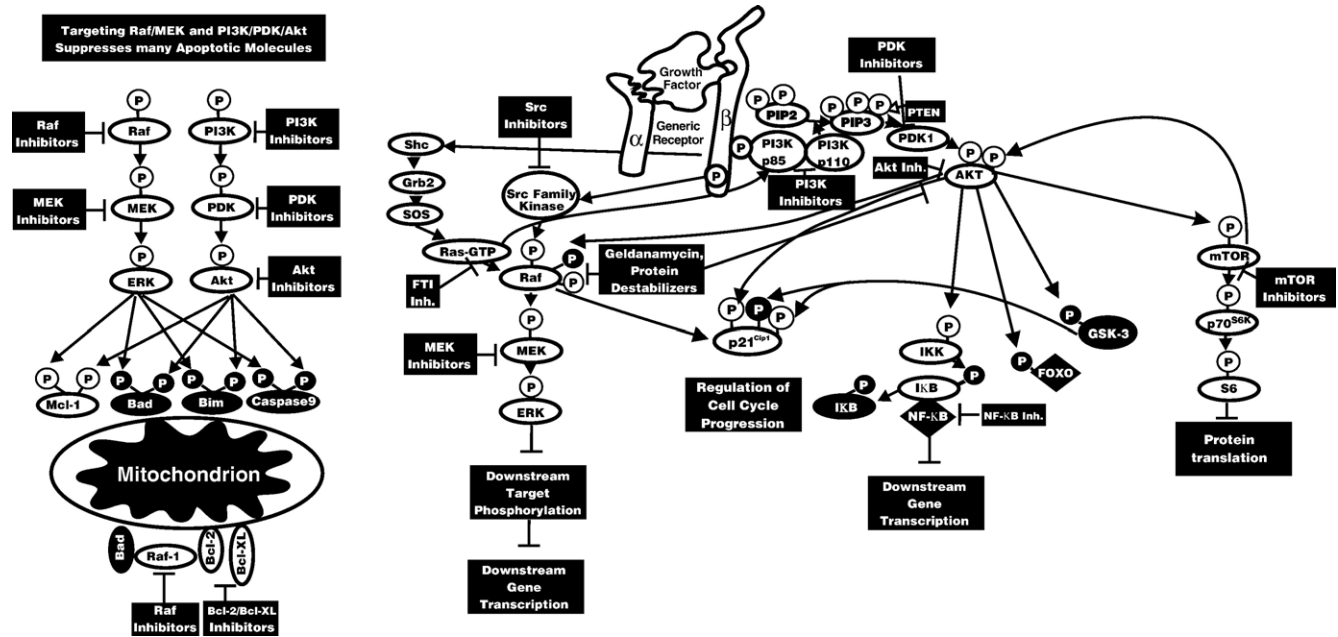 Targeting Raf/MEK and PI3K/PDK/Akt
Suppresses many Apoptotic Molecules
P
P
Raf
Inhibitors
Raf
PI3K
PI3K
Inhibitors
P
P
MEK
Inhibitors
MEK
PDK
PDK
Inhibitors
P
P
ERK
Akt
Akt
Inhibitors
P
P
P
P
P
P
P
P
Mcl-1
Bad
Bim
Caspase9
Mitochondrion
Bad
Raf-1
Bcl-2
Bcl-XL
Raf
Inhibitors
Bcl-2/Bcl-XL
Inhibitors
Growth
Factor
Generic
Receptor
α
β
P
Src
Inhibitors
Shc
Grb2
SOS
Src Family
Kinase
Ras-GTP
FTI
Inh.
P
P
P
Raf
Geldanamycin,
Protein
Destabilizers
P
MEK
Inhibitors
MEK
P
ERK
Downstream
Target
Phosphorylation
Downstream
Gene
Transcription
P
P
PIP2
P
P
P
PIP3
PTEN
PDK
Inhibitors
P
PI3K
p85
PI3K
p110
PI3K
Inhibitors
PDK1
Akt Inh.
P
P
AKT
P
P
P
p21Cip1
Regulation of
Cell Cycle
Progression
P
IKK
P
IκB
P
IκB
NF-κB
NF-κB Inh.
Downstream
Gene
Transcription
P
FOXO
P
GSK-3
P
mTOR
mTOR
Inhibitors
P
p70S6K
P
S6
Protein
translation